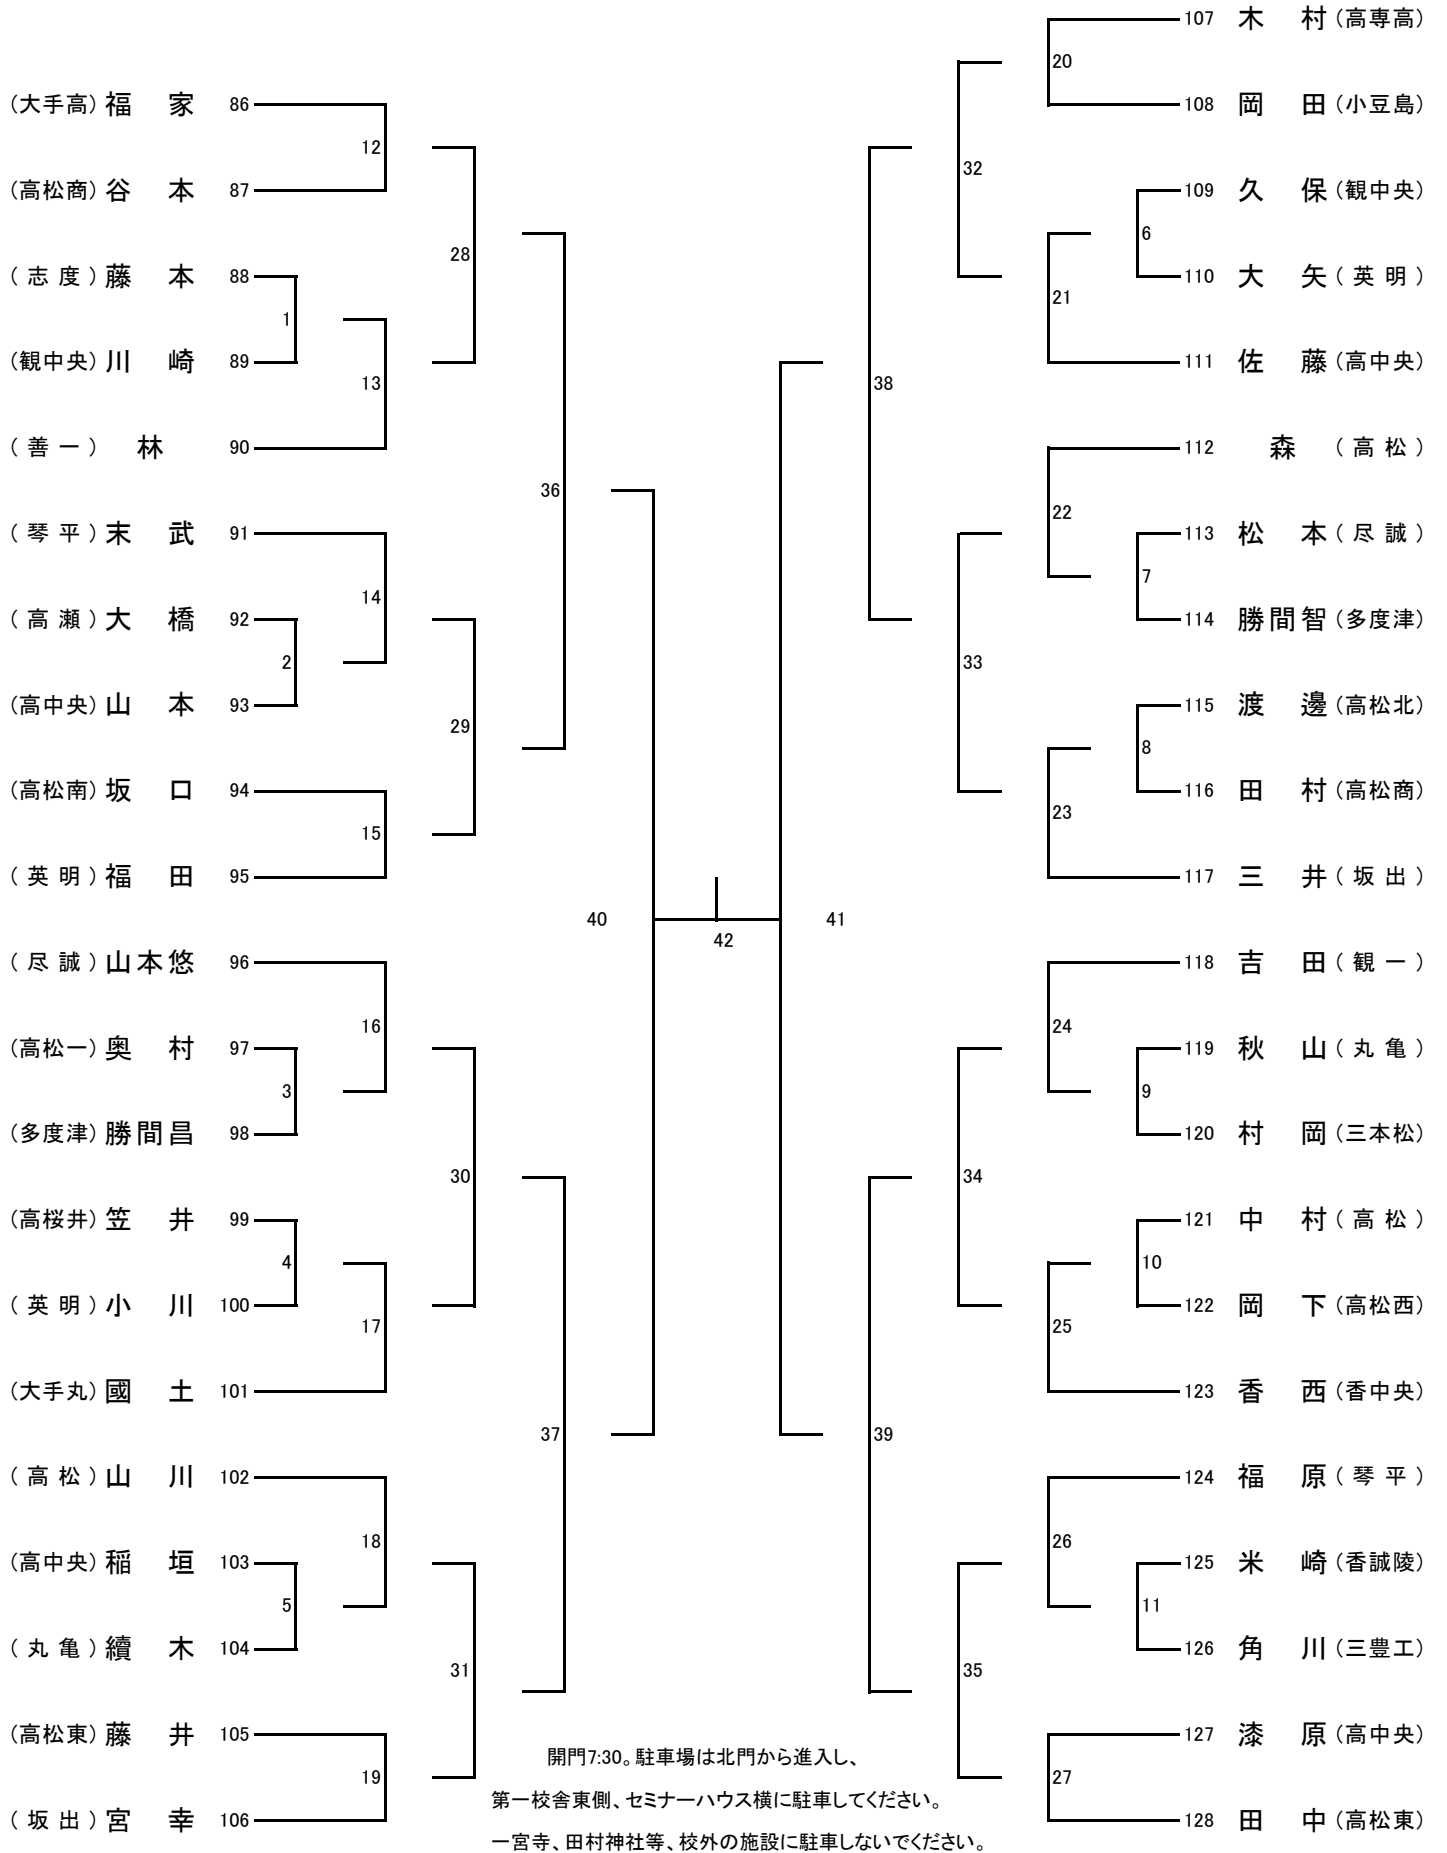 (大手高) 福 家 86
(高松商) 谷 本 87
(志度) 藤 本 88
(観中央) 川 崎 89
(善一) 林 90
(琴平) 末 武 91
(高瀬) 大 橋 92
(高中央) 山 本 93
(高松南) 坂 口 94
(英明) 福 田 95
(尽誠) 山本悠 96
(高松一) 奥 村 97
(多度津) 勝間昌 98
(高桜井) 笠 井 99
(英明) 小 川 100
(大手丸) 國 土 101
(高松) 山 川 102
(高中央) 稲 垣 103
(丸亀) 續 木 104
(高松東) 藤 井 105
(坂出) 宮 幸 106
1
2
3
4
5
12
13
14
15
16
17
18
19
28
29
30
31
36
37
40
42
41
38
39
32
33
34
35
20
21
22
23
24
25
26
27
6
7
8
9
10
11
107 木 村 (高専高)
108 岡 田 (小豆島)
109 久 保 (観中央)
110 大 矢 (英明)
111 佐 藤 (高中央)
112 森 (高松)
113 松 本 (尽誠)
114 勝間智 (多度津)
115 渡 邊 (高松北)
116 田 村 (高松商)
117 三 井 (坂出)
118 吉 田 (観一)
119 秋 山 (丸亀)
120 村 岡 (三本松)
121 中 村 (高松)
122 岡 下 (高松西)
123 香 西 (香中央)
124 福 原 (琴平)
125 米 崎 (香誠陵)
126 角 川 (三豊工)
127 漆 原 (高中央)
128 田 中 (高松東)
開門7:30。駐車場は北門から進入し、
第一校舎東側、セミナーハウス横に駐車してください。
一宮寺、田村神社等、校外の施設に駐車しないでください。